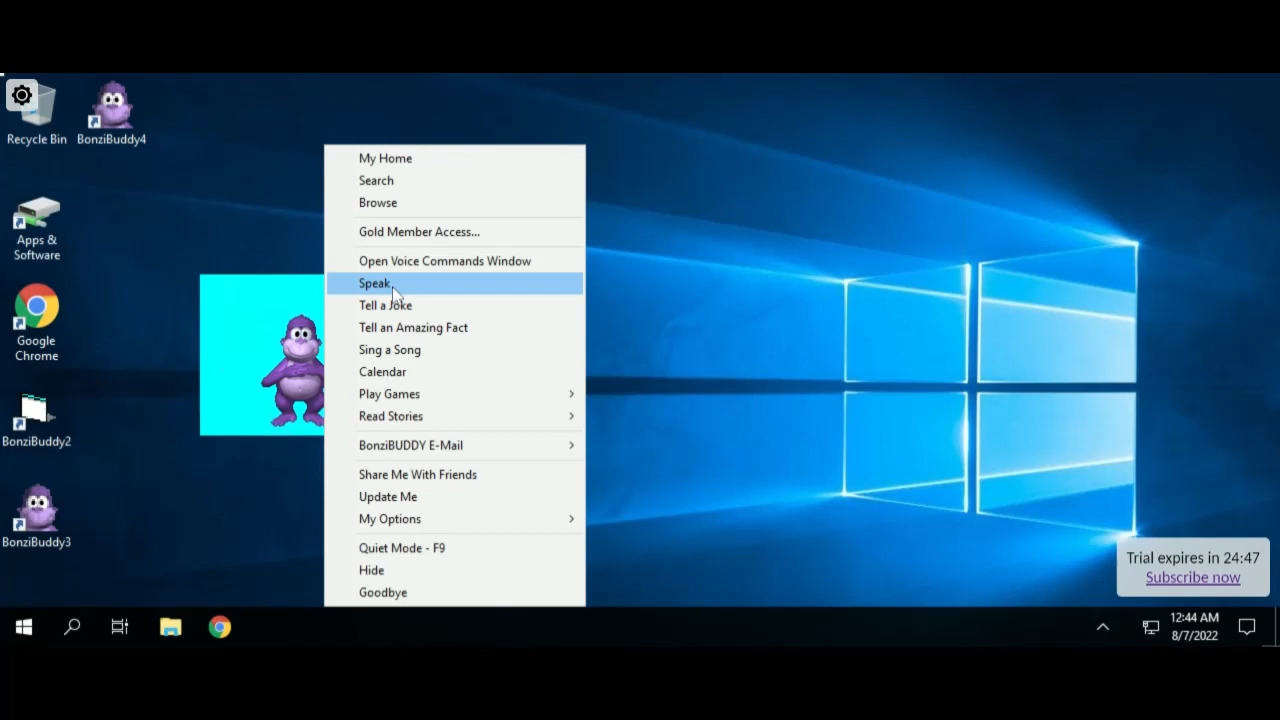 Recycle Bin
BonziBuddy4
Apps &
Software
Google
Chrome
BonziBuddy2
BonziBuddy3
My Home
Search
Browse
Gold Member Access...
Open Voice Commands Window
Speak
Tell a Joke
Tell an Amazing Fact
Sing a Song
Calendar
Play Games
Read Stories
BonziBUDDY E-Mail
Share Me With Friends
Update Me
My Options
Quiet Mode - F9
Hide
Goodbye
Trial expires in 24:47
Subscribe now
12:44 AM
8/7/2022